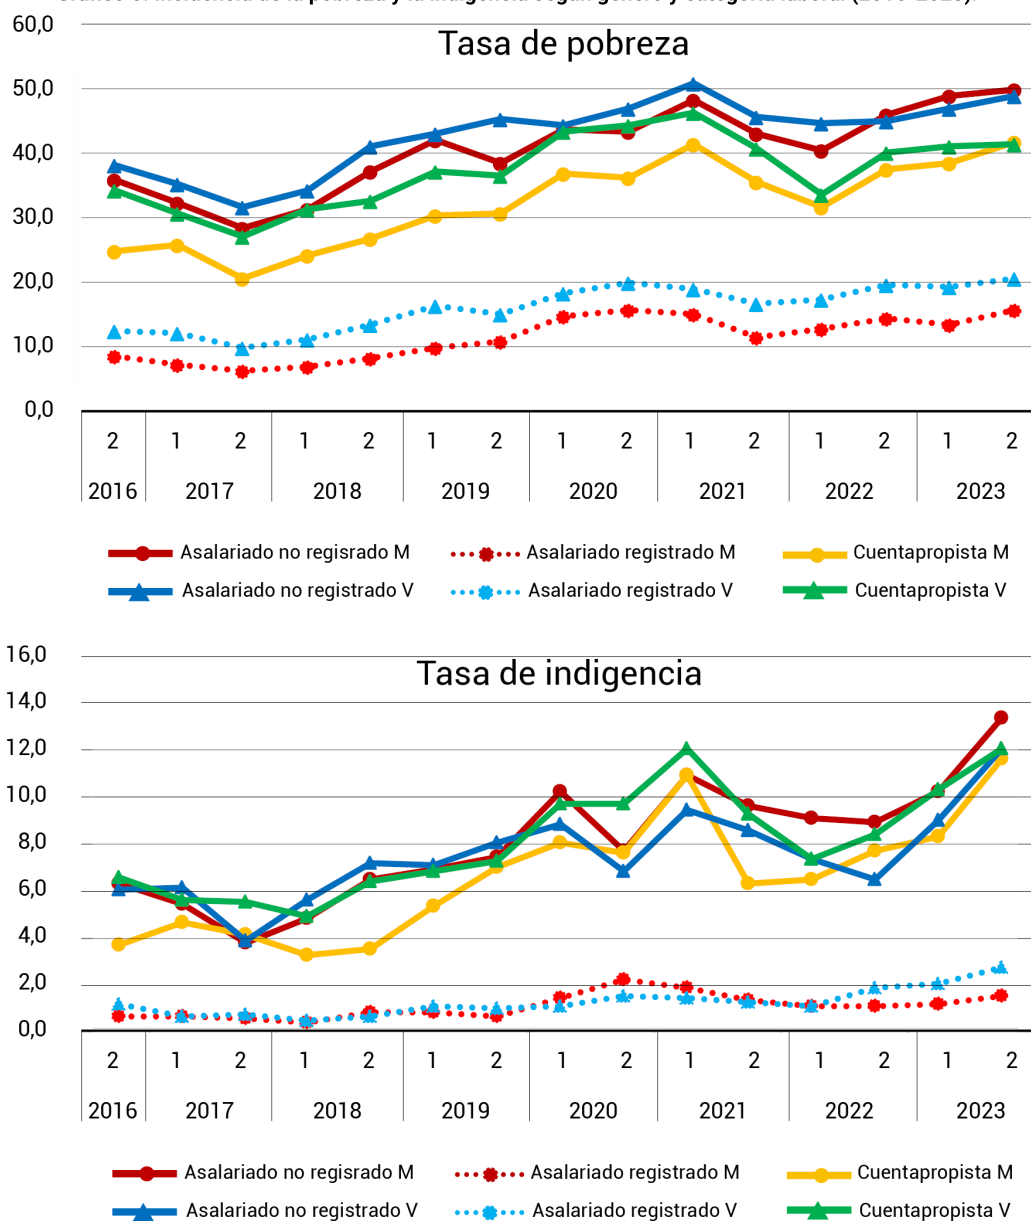 Tasa de pobreza
60,0
50,0
40,0
30,0
20,0
10,0
0,0
2 1 2 1 2 1 2 1 2 1 2 1 2 1 2
2016 2017 2018 2019 2020 2021 2022 2023
Asalariado no regisrado M Asalariado registrado M Cuentapropista M
Asalariado no registrado V Asalariado registrado V Cuentapropista V
Tasa de indigencia
16,0
14,0
12,0
10,0
8,0
6,0
4,0
2,0
0,0
2 1 2 1 2 1 2 1 2 1 2 1 2 1 2
2016 2017 2018 2019 2020 2021 2022 2023
Asalariado no regisrado M Asalariado registrado M Cuentapropista M
Asalariado no registrado V Asalariado registrado V Cuentapropista V